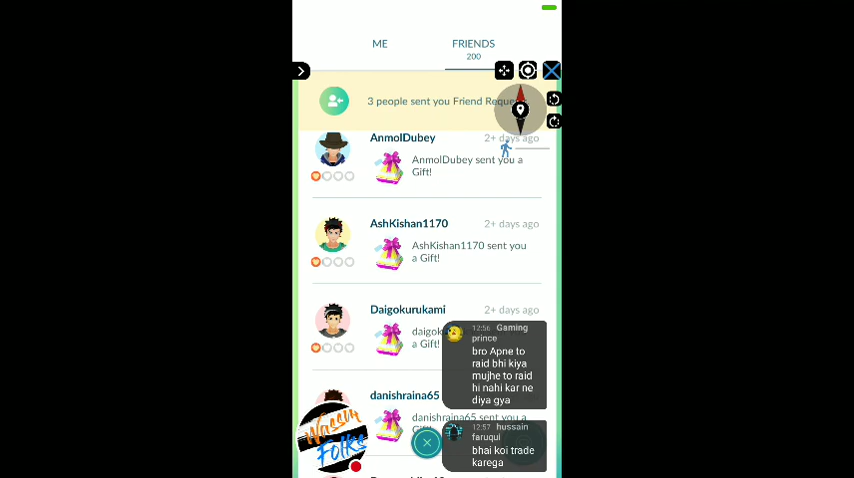 ME
FRIENDS
200
3 people sent you Friend Reque
AnmolDubey
2+ days ago
AnmolDubey sent you a
Gift!
AshKishan1170
2+ days ago
AshKishan1170 sent you
a Gift!
Daigokurukami
2+ days ago
daigok
a Gift!
12:56 Gaming
prince
bro Apne to
raid bhi kiya
mujhe to raid
hi nahi kar ne
diya gya
danishraina65
danishraina65 sent you
12:57 hussain
faruqui
bhai koi trade
karega
Wassup
Folks